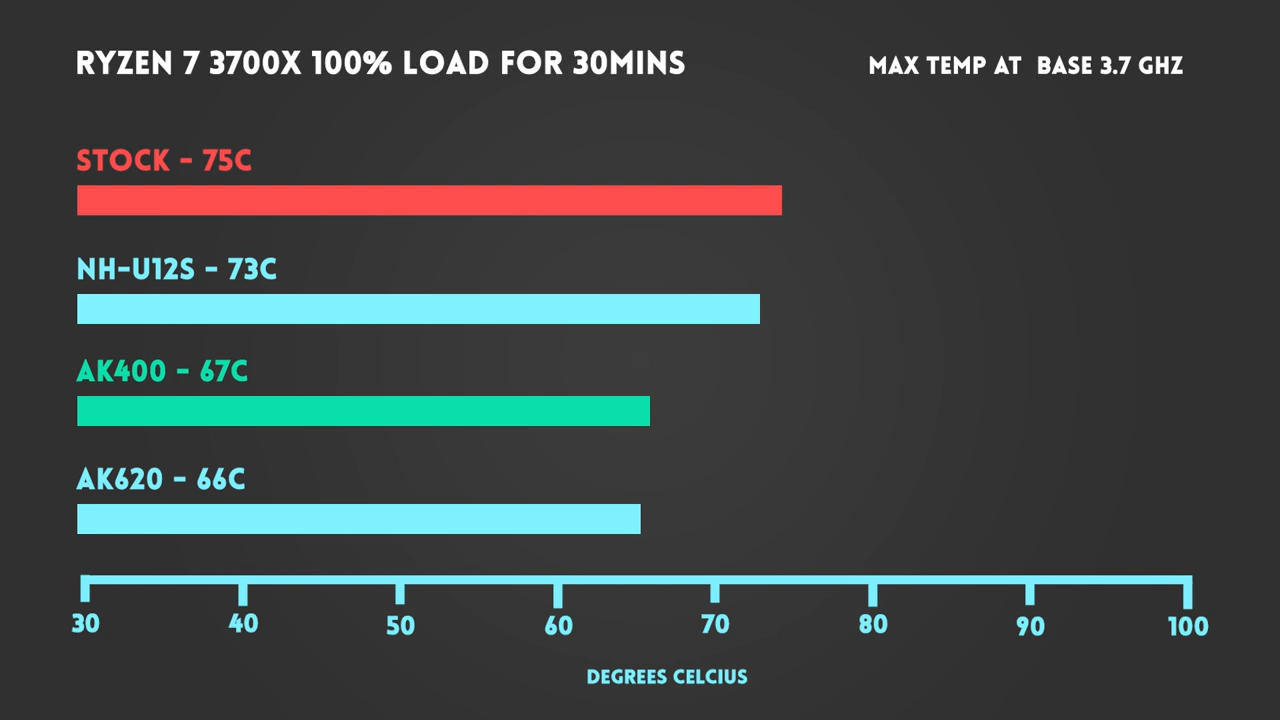 RYZEN 7 3700X 100% LOAD FOR 30MINS
MAX TEMP AT BASE 3.7 GHZ
STOCK - 75C
NH-U12S - 73C
AK400 - 67C
AK620 - 66C
30 40 50 60 70 80 90 100
DEGREES CELCIUS